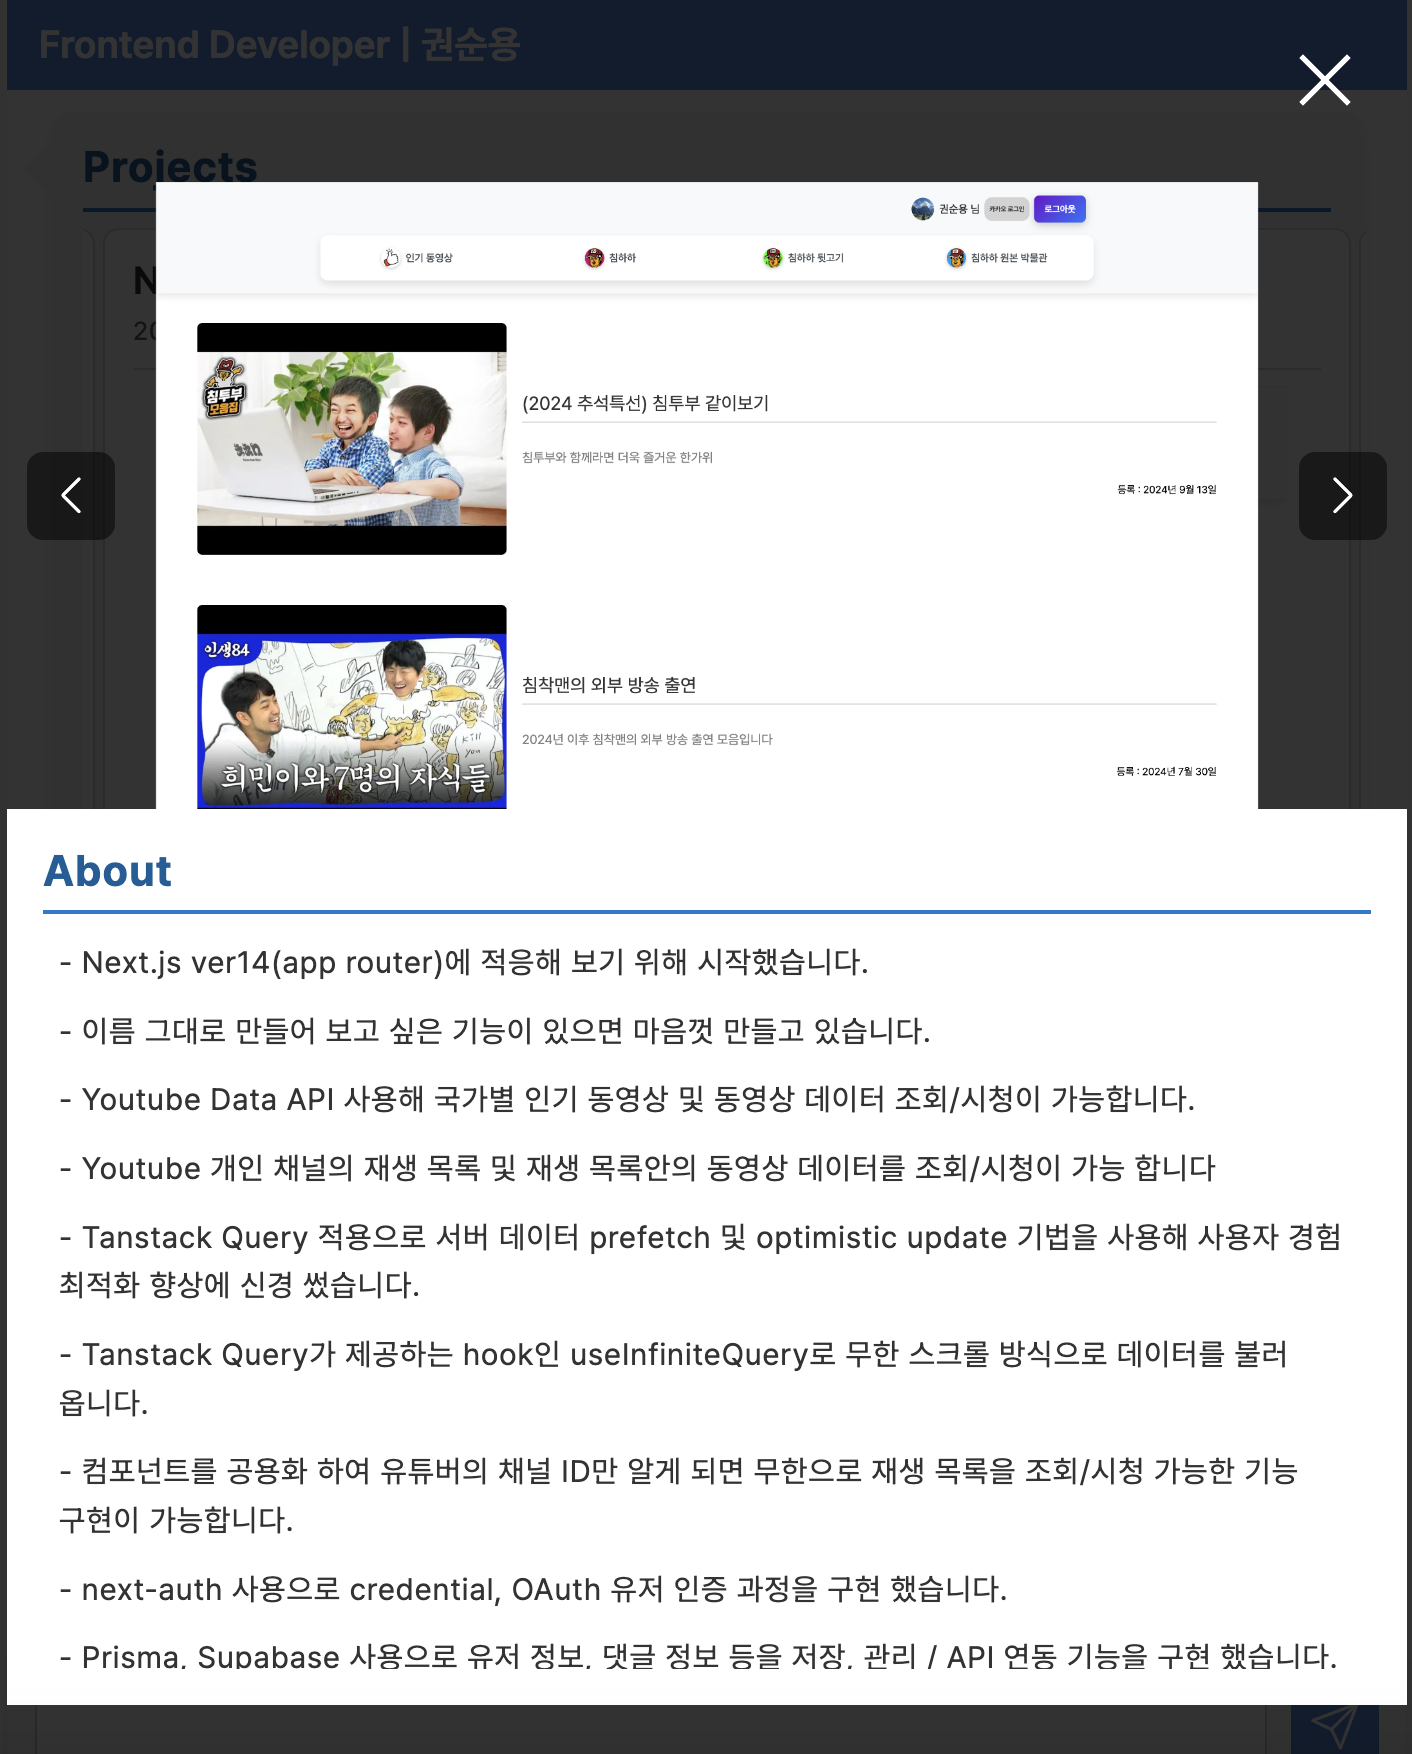 Frontend Developer | 권순용
Projects
권순용 님
카카오 로그인
로그아웃
인기 동영상
침하하
침하하 뒷고기
침하하 원본 박물관
N
20
침투부
모음집
(2024 추석특선) 침투부 같이보기
침투부와 함께라면 더욱 즐거운 한가위
등록 : 2024년 9월 13일
인생84
Kill
you
희민이와 7명의 자식들
침착맨의 외부 방송 출연
2024년 이후 침착맨의 외부 방송 출연 모음입니다
등록 : 2024년 7월 30일
About
- Next.js ver14(app router)에 적응해 보기 위해 시작했습니다.
- 이름 그대로 만들어 보고 싶은 기능이 있으면 마음껏 만들고 있습니다.
- Youtube Data API 사용해 국가별 인기 동영상 및 동영상 데이터 조회/시청이 가능합니다.
- Youtube 개인 채널의 재생 목록 및 재생 목록안의 동영상 데이터를 조회/시청이 가능 합니다
- Tanstack Query 적용으로 서버 데이터 prefetch 및 optimistic update 기법을 사용해 사용자 경험
최적화 향상에 신경 썼습니다.
- Tanstack Query가 제공하는 hook인 useInfiniteQuery로 무한 스크롤 방식으로 데이터를 불러
옵니다.
- 컴포넌트를 공용화 하여 유튜버의 채널 ID만 알게 되면 무한으로 재생 목록을 조회/시청 가능한 기능
구현이 가능합니다.
- next-auth 사용으로 credential, OAuth 유저 인증 과정을 구현 했습니다.
- Prisma, Supabase 사용으로 유저 정보, 댓글 정보 등을 저장, 관리 / API 연동 기능을 구현 했습니다.